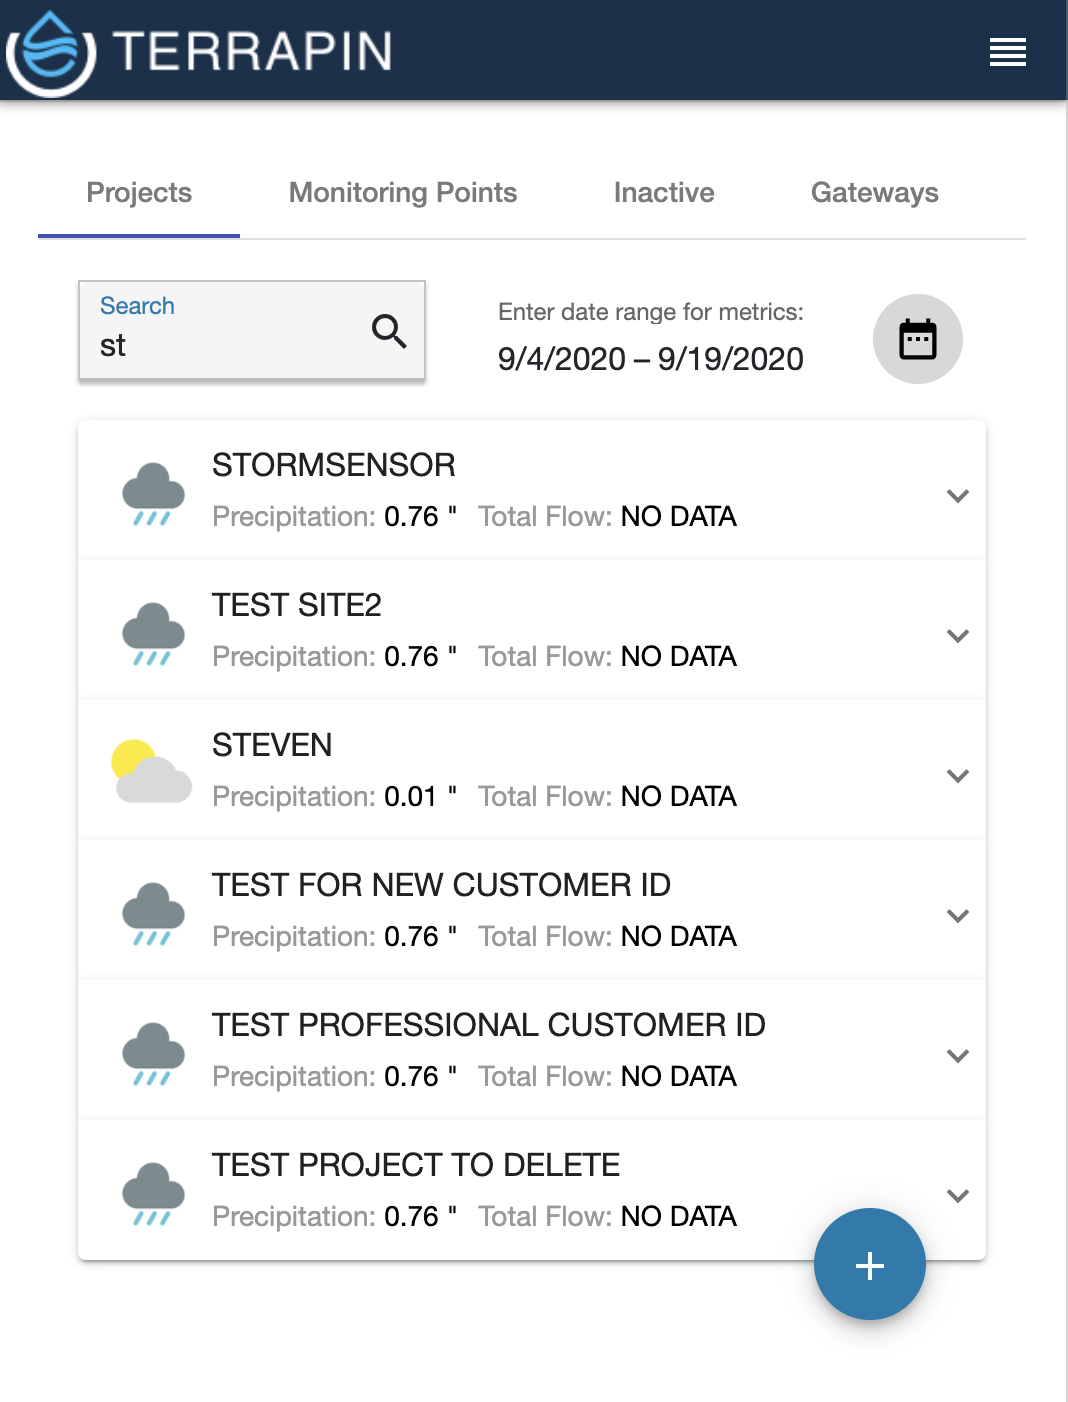 TERRAPIN
Projects Monitoring Points Inactive Gateways
Search
st
Enter date range for metrics:
9/4/2020 – 9/19/2020
STORMSENSOR
Precipitation: 0.76 " Total Flow: NO DATA
TEST SITE2
Precipitation: 0.76 " Total Flow: NO DATA
STEVEN
Precipitation: 0.01 " Total Flow: NO DATA
TEST FOR NEW CUSTOMER ID
Precipitation: 0.76 " Total Flow: NO DATA
TEST PROFESSIONAL CUSTOMER ID
Precipitation: 0.76 " Total Flow: NO DATA
TEST PROJECT TO DELETE
Precipitation: 0.76 " Total Flow: NO DATA
+